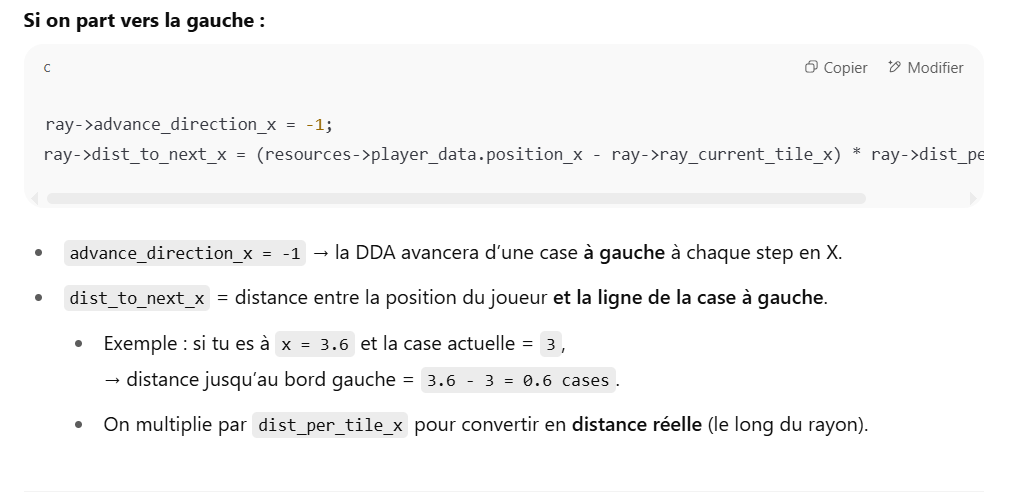 Si on part vers la gauche :
c
Copier
Modifier
ray->advance_direction_x = -1;
ray->dist_to_next_x = (resources->player_data.position_x - ray->ray_current_tile_x) * ray->dist_pe
• advance_direction_x = -1 → la DDA avancera d’une case à gauche à chaque step en X.
• dist_to_next_x = distance entre la position du joueur et la ligne de la case à gauche.
• Exemple : si tu es à x = 3.6 et la case actuelle = 3,
→ distance jusqu’au bord gauche = 3.6 - 3 = 0.6 cases.
• On multiplie par dist_per_tile_x pour convertir en distance réelle (le long du rayon).